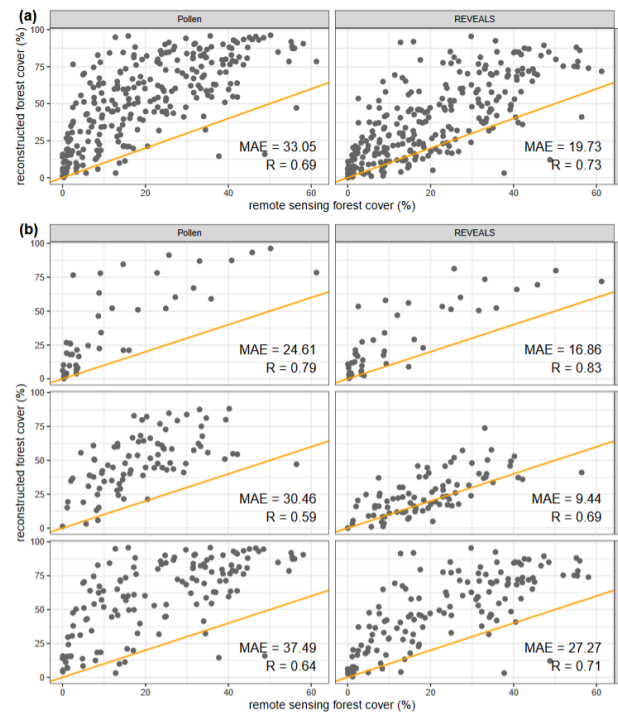 (a)
Pollen
REVEALS
reconstructed forest cover (%)
100
75
50
25
0
MAE = 33.05
R = 0.69
MAE = 19.73
R = 0.73
0 20 40 60
0 20 40 60
remote sensing forest cover (%)
(b)
Pollen
REVEALS
reconstructed forest cover (%)
100
75
50
25
0
MAE = 24.61
R = 0.79
MAE = 16.86
R = 0.83
100
75
50
25
0
MAE = 30.46
R = 0.59
MAE = 9.44
R = 0.69
100
75
50
25
0
MAE = 37.49
R = 0.64
MAE = 27.27
R = 0.71
0 20 40 60
0 20 40 60
remote sensing forest cover (%)